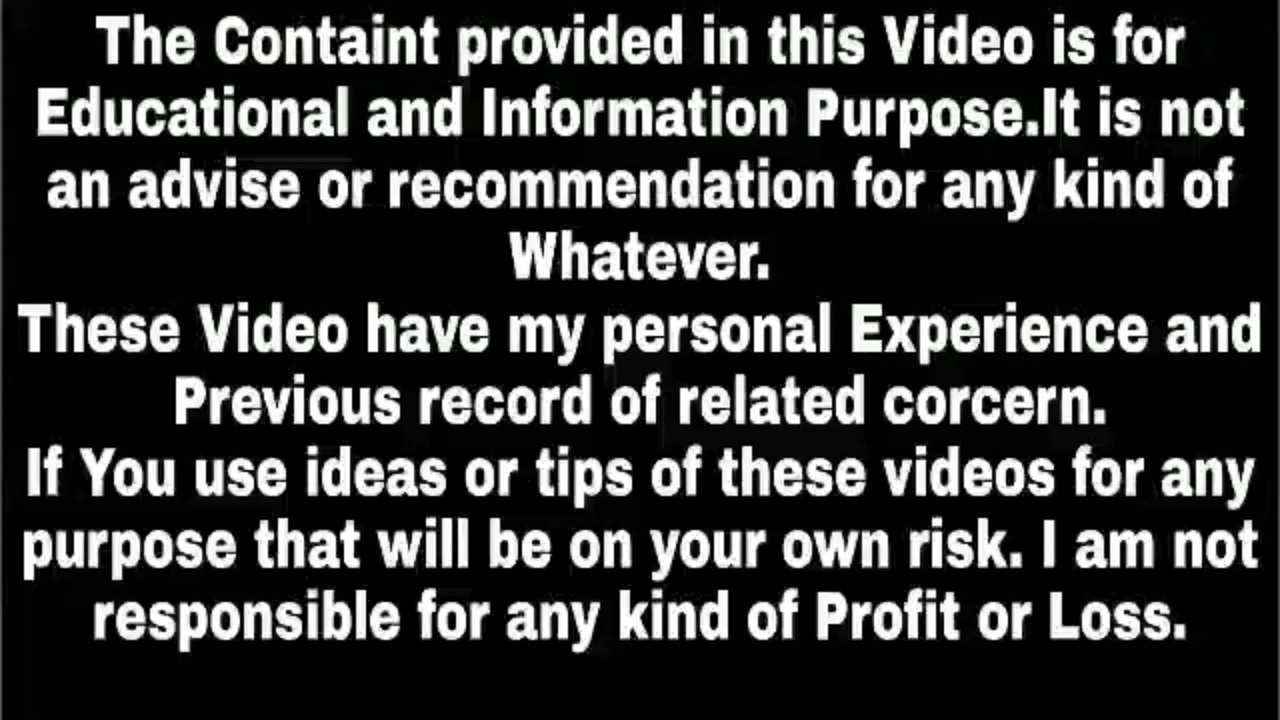 The Containt provided in this Video is for
Educational and Information Purpose.It is not
an advise or recommendation for any kind of
Whatever.
These Video have my personal Experience and
Previous record of related corcern.
If You use ideas or tips of these videos for any
purpose that will be on your own risk. I am not
responsible for any kind of Profit or Loss.